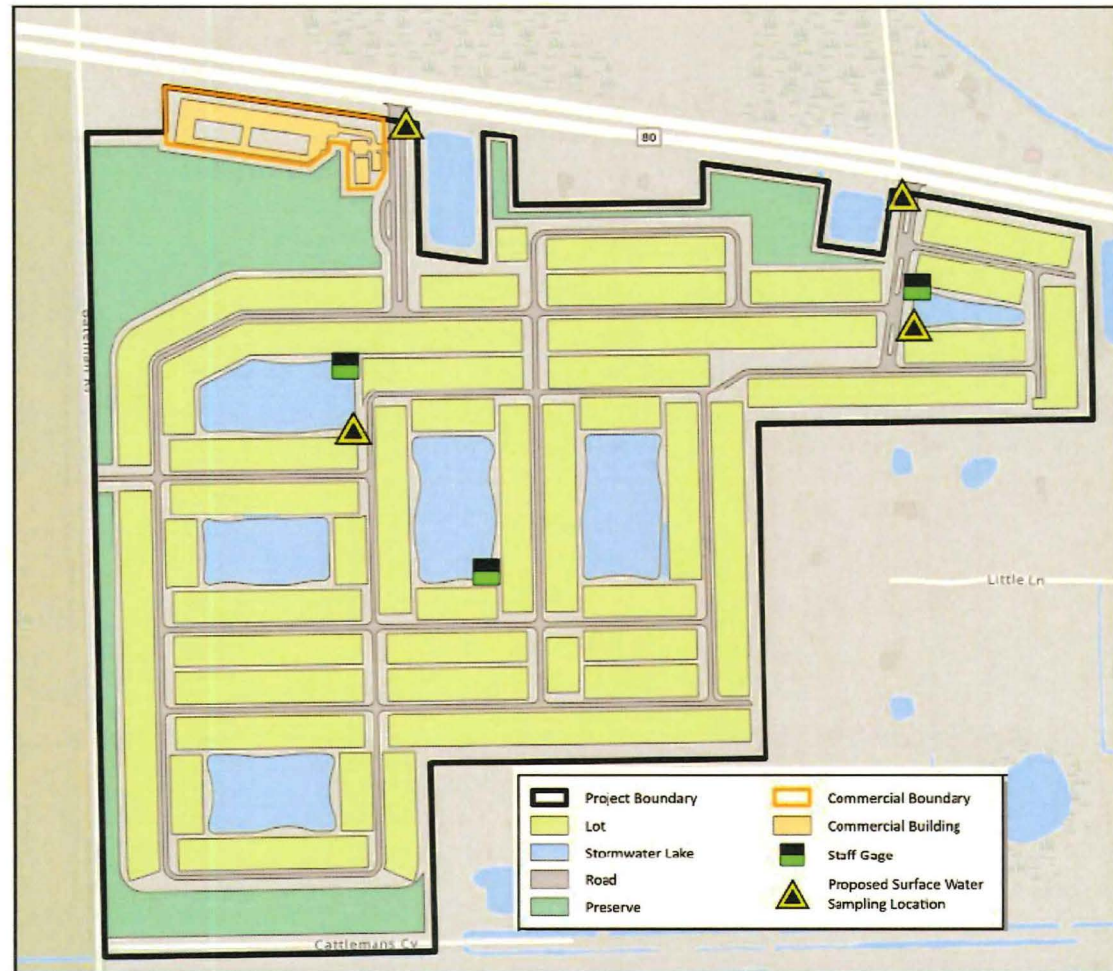 80
Little Ln
Project Boundary
Lot
Stormwater Lake
Road
Preserve
Commercial Boundary
Commercial Building
Staff Gage
Proposed Surface Water
Sampling Location
Cattlemans Cv